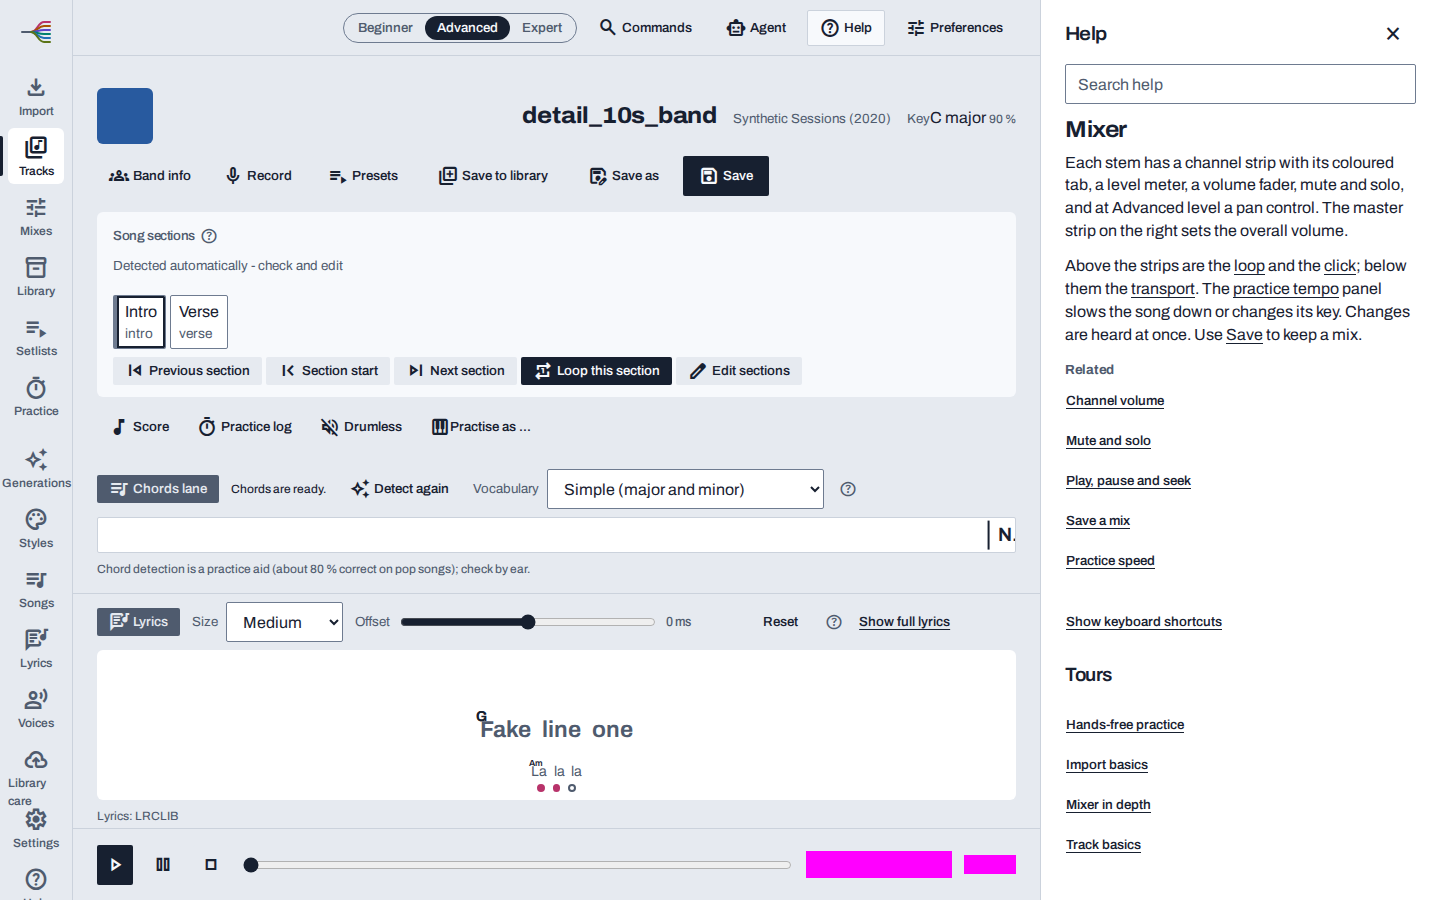 Beginner Advanced Expert Commands Agent Help Preferences
Import
Tracks
Mixes
Library
Setlists
Practice
Generations
Styles
Songs
Lyrics
Voices
Library care
Settings
detail_10s_band Synthetic Sessions (2020) Key C major 90 %
Band info Record Presets Save to library Save as Save
Song sections
Detected automatically - check and edit
Intro Verse
intro verse
Previous section Section start Next section Loop this section Edit sections
Score Practice log Drumless Practise as ...
Chords lane Chords are ready. Detect again Vocabulary Simple (major and minor)
N.
Chord detection is a practice aid (about 80 % correct on pop songs); check by ear.
Lyrics Size Medium Offset 0 ms Reset Show full lyrics
G
Fake line one
Am
La la la
Lyrics: LRCLIB
Help
Search help
Mixer
Each stem has a channel strip with its coloured
tab, a level meter, a volume fader, mute and solo,
and at Advanced level a pan control. The master
strip on the right sets the overall volume.
Above the strips are the loop and the click; below
them the transport. The practice tempo panel
slows the song down or changes its key. Changes
are heard at once. Use Save to keep a mix.
Related
Channel volume
Mute and solo
Play, pause and seek
Save a mix
Practice speed
Show keyboard shortcuts
Tours
Hands-free practice
Import basics
Mixer in depth
Track basics